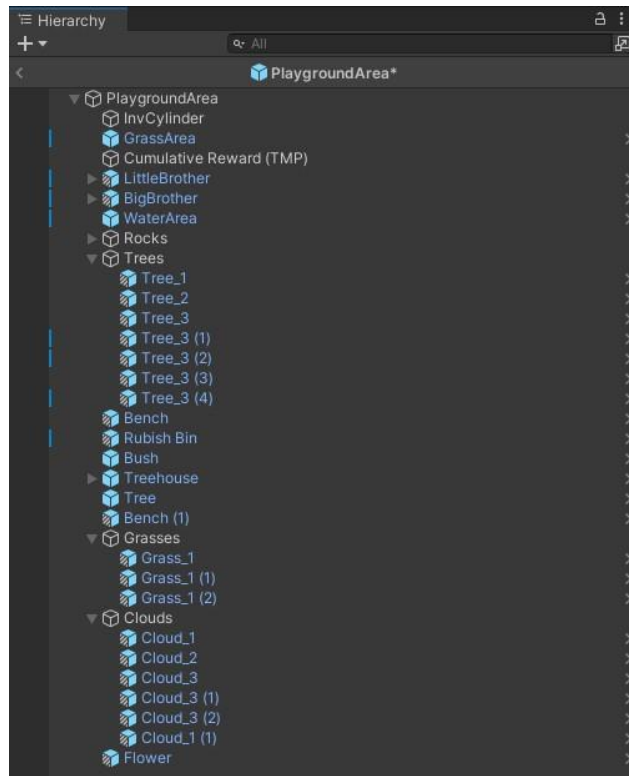 Hierarchy
All
PlaygroundArea*
PlaygroundArea
InvCylinder
GrassArea
Cumulative Reward (TMP)
LittleBrother
BigBrother
WaterArea
Rocks
Trees
Tree_1
Tree_2
Tree_3
Tree_3 (1)
Tree_3 (2)
Tree_3 (3)
Tree_3 (4)
Bench
Rubish Bin
Bush
Treehouse
Tree
Bench (1)
Grasses
Grass_1
Grass_1 (1)
Grass_1 (2)
Clouds
Cloud_1
Cloud_2
Cloud_3
Cloud_3 (1)
Cloud_3 (2)
Cloud_1 (1)
Flower